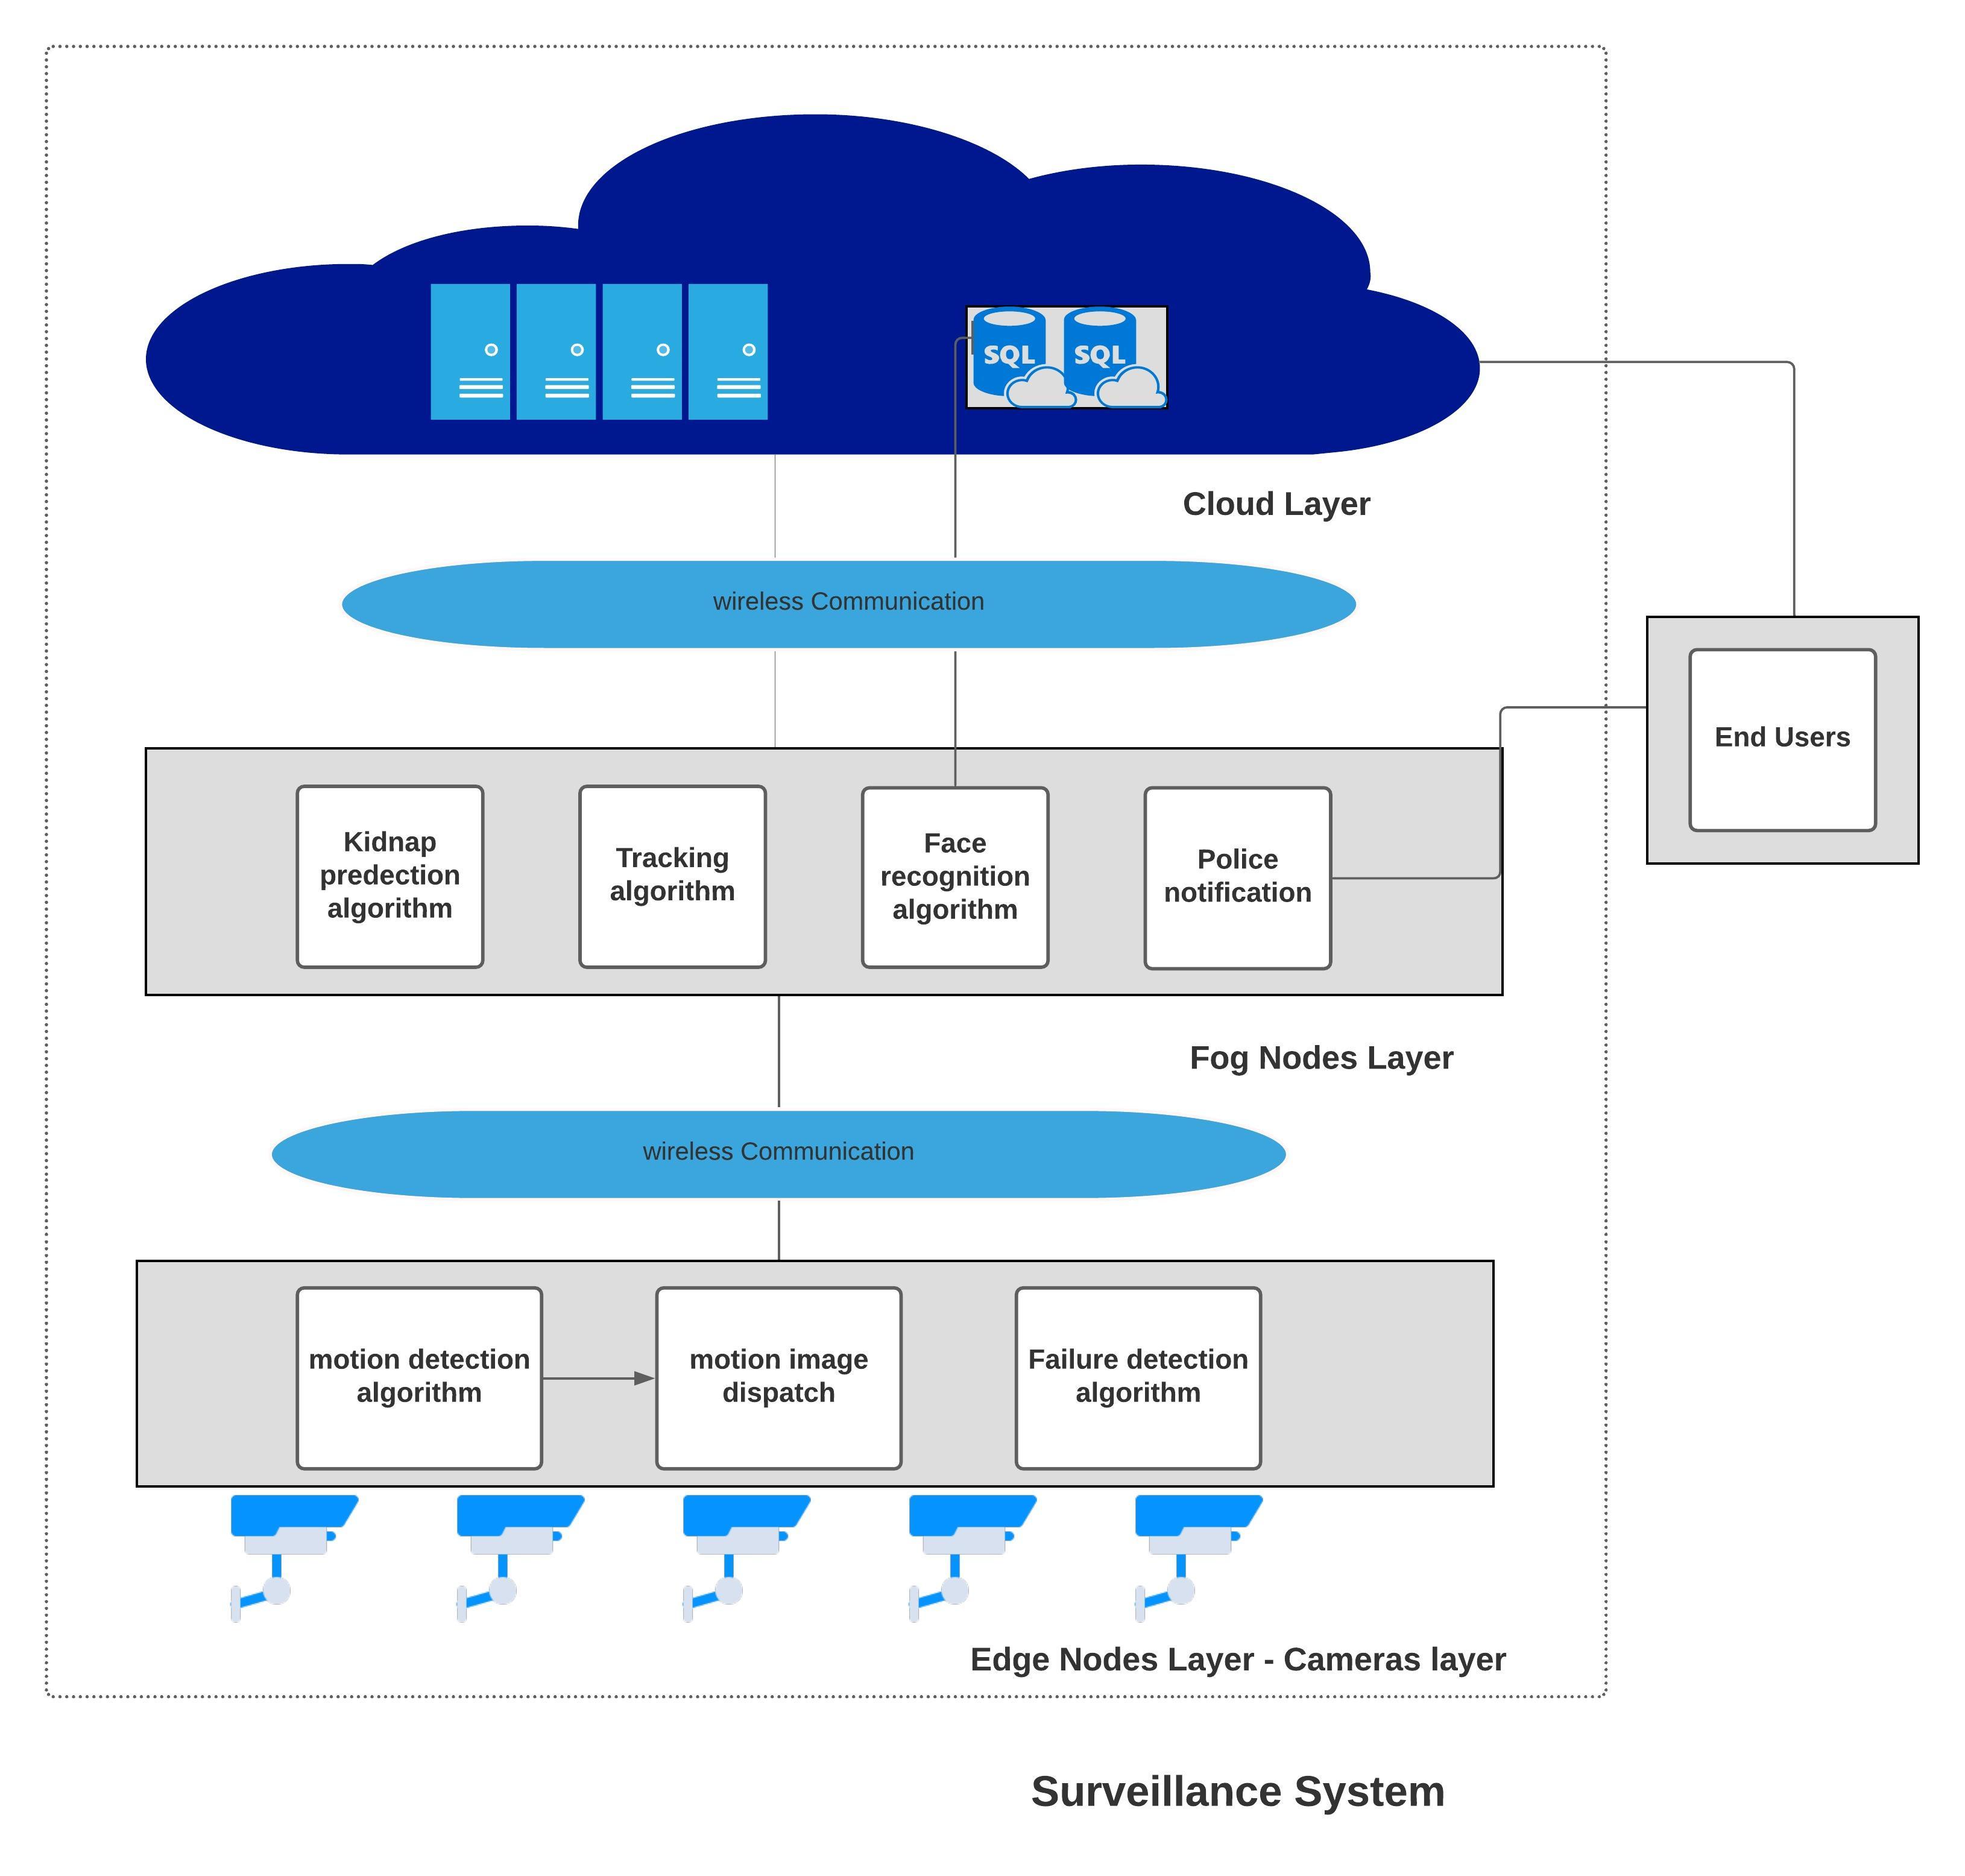 SQL
SQL
Cloud Layer
wireless Communication
End Users
Kidnap
predection
algorithm
Tracking
algorithm
Face
recognition
algorithm
Police
notification
Fog Nodes Layer
wireless Communication
motion detection
algorithm
motion image
dispatch
Failure detection
algorithm
Edge Nodes Layer - Cameras layer
Surveillance System